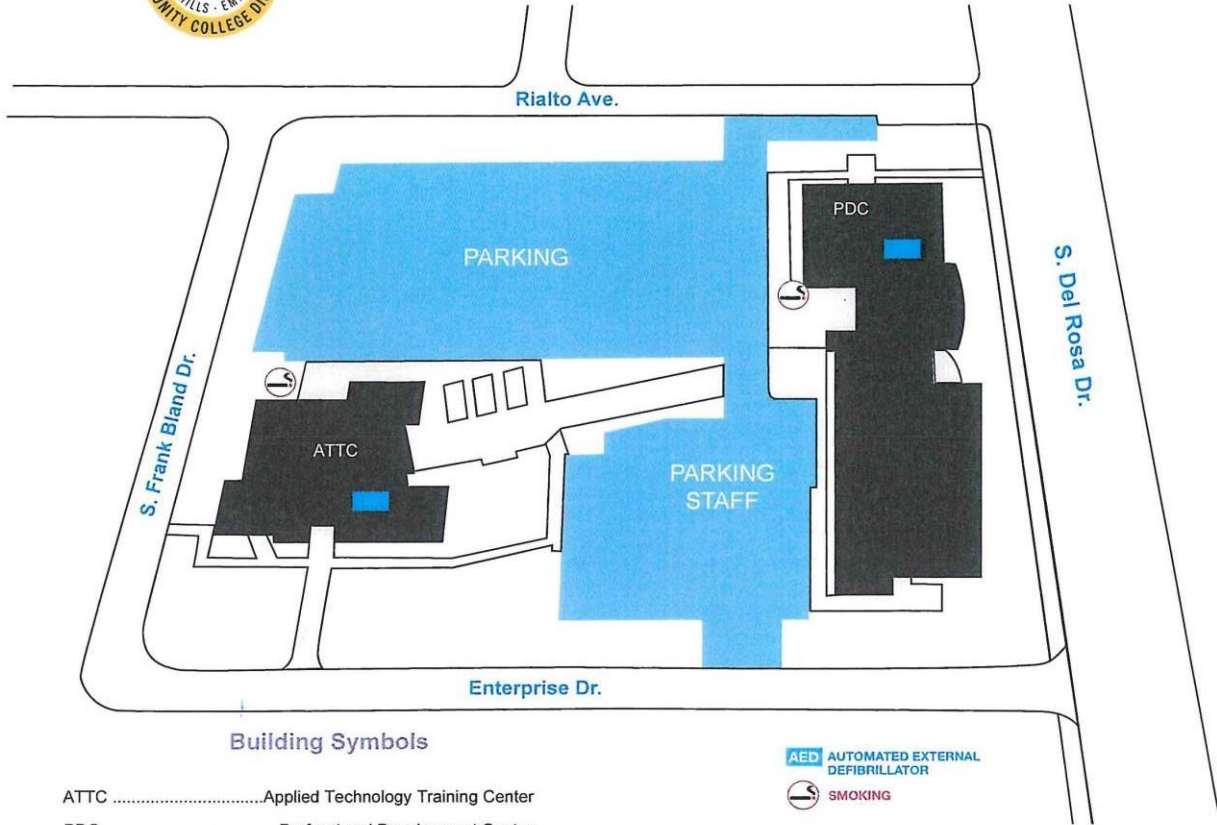 COLLEGE
Rialto Ave.
PDC
PARKING
S. Del Rosa Dr.
S. Frank Bland Dr.
ATTC
PARKING
STAFF
Enterprise Dr.
Building Symbols
AED AUTOMATED EXTERNAL
DEFIBRILLATOR
SMOKING
ATTC ..............................Applied Technology Training Center